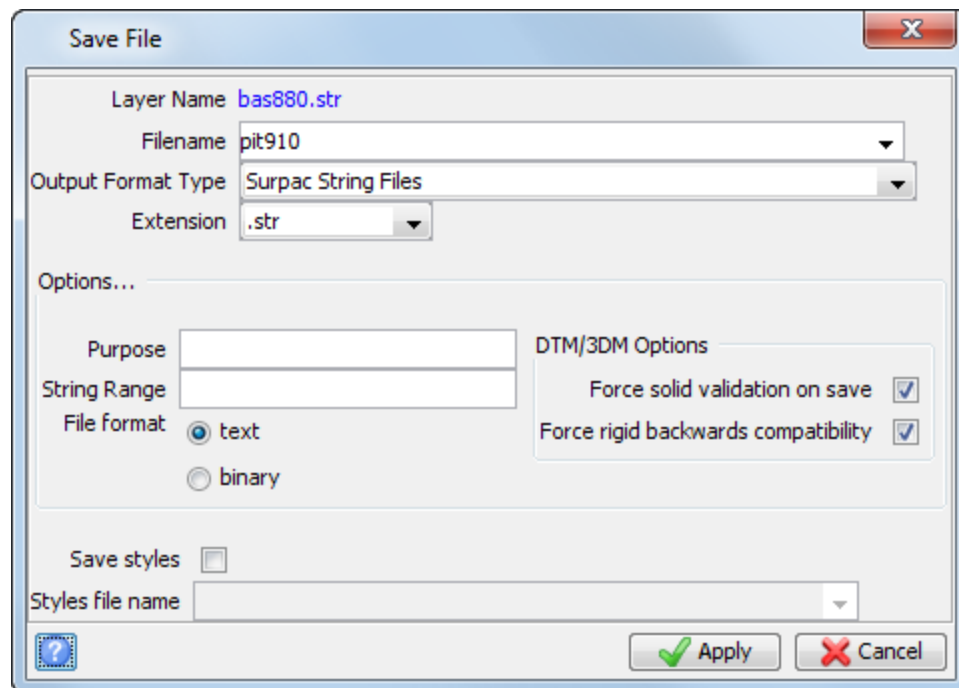 Save File
Layer Name bas880.str
Filename pit910
Output Format Type Surpac String Files
Extension .str
Options...
Purpose
String Range
File format text
binary
DTM/3DM Options
Force solid validation on save
Force rigid backwards compatibility
Save styles
Styles file name
? Apply Cancel